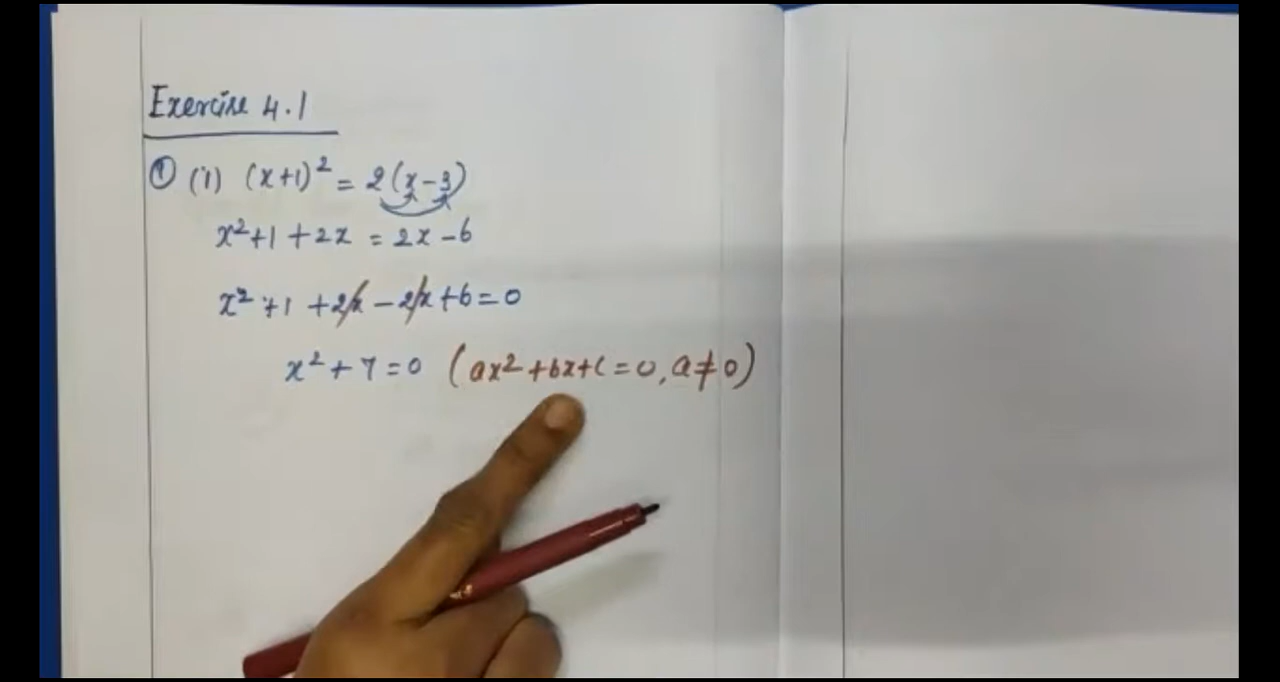 Exercise 4.1
① (i) (x+1)² = 2(x-3)
x²+1+2x = 2x-6
x²+1+2x-2x+6=0
x²+7=0 (ax²+bx+c=0, a≠0)